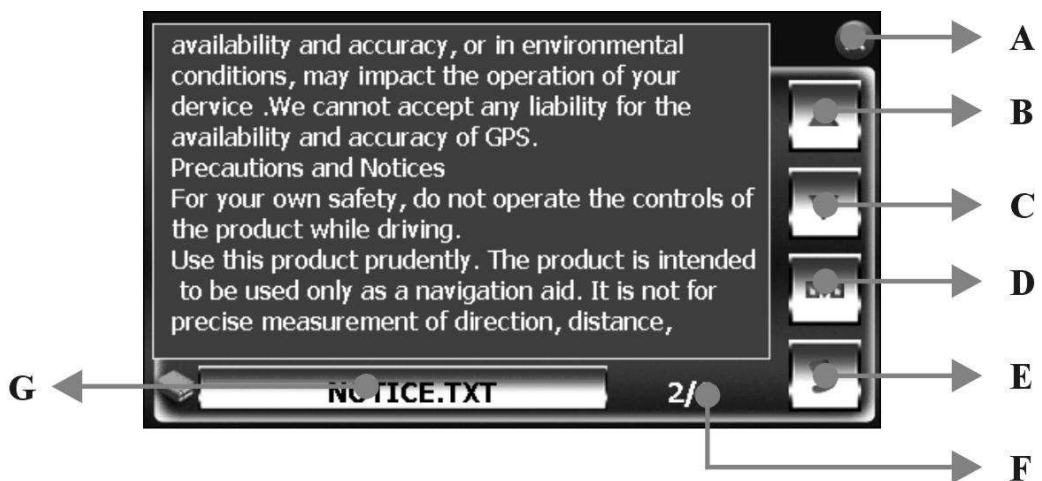 availability and accuracy, or in environmental
conditions, may impact the operation of your
dervice .We cannot accept any liability for the
availability and accuracy of GPS.
Precautions and Notices
For your own safety, do not operate the controls of
the product while driving.
Use this product prudently. The product is intended
to be used only as a navigation aid. It is not for
precise measurement of direction, distance,
NOTICE.TXT
2/
A
B
C
D
E
F
G